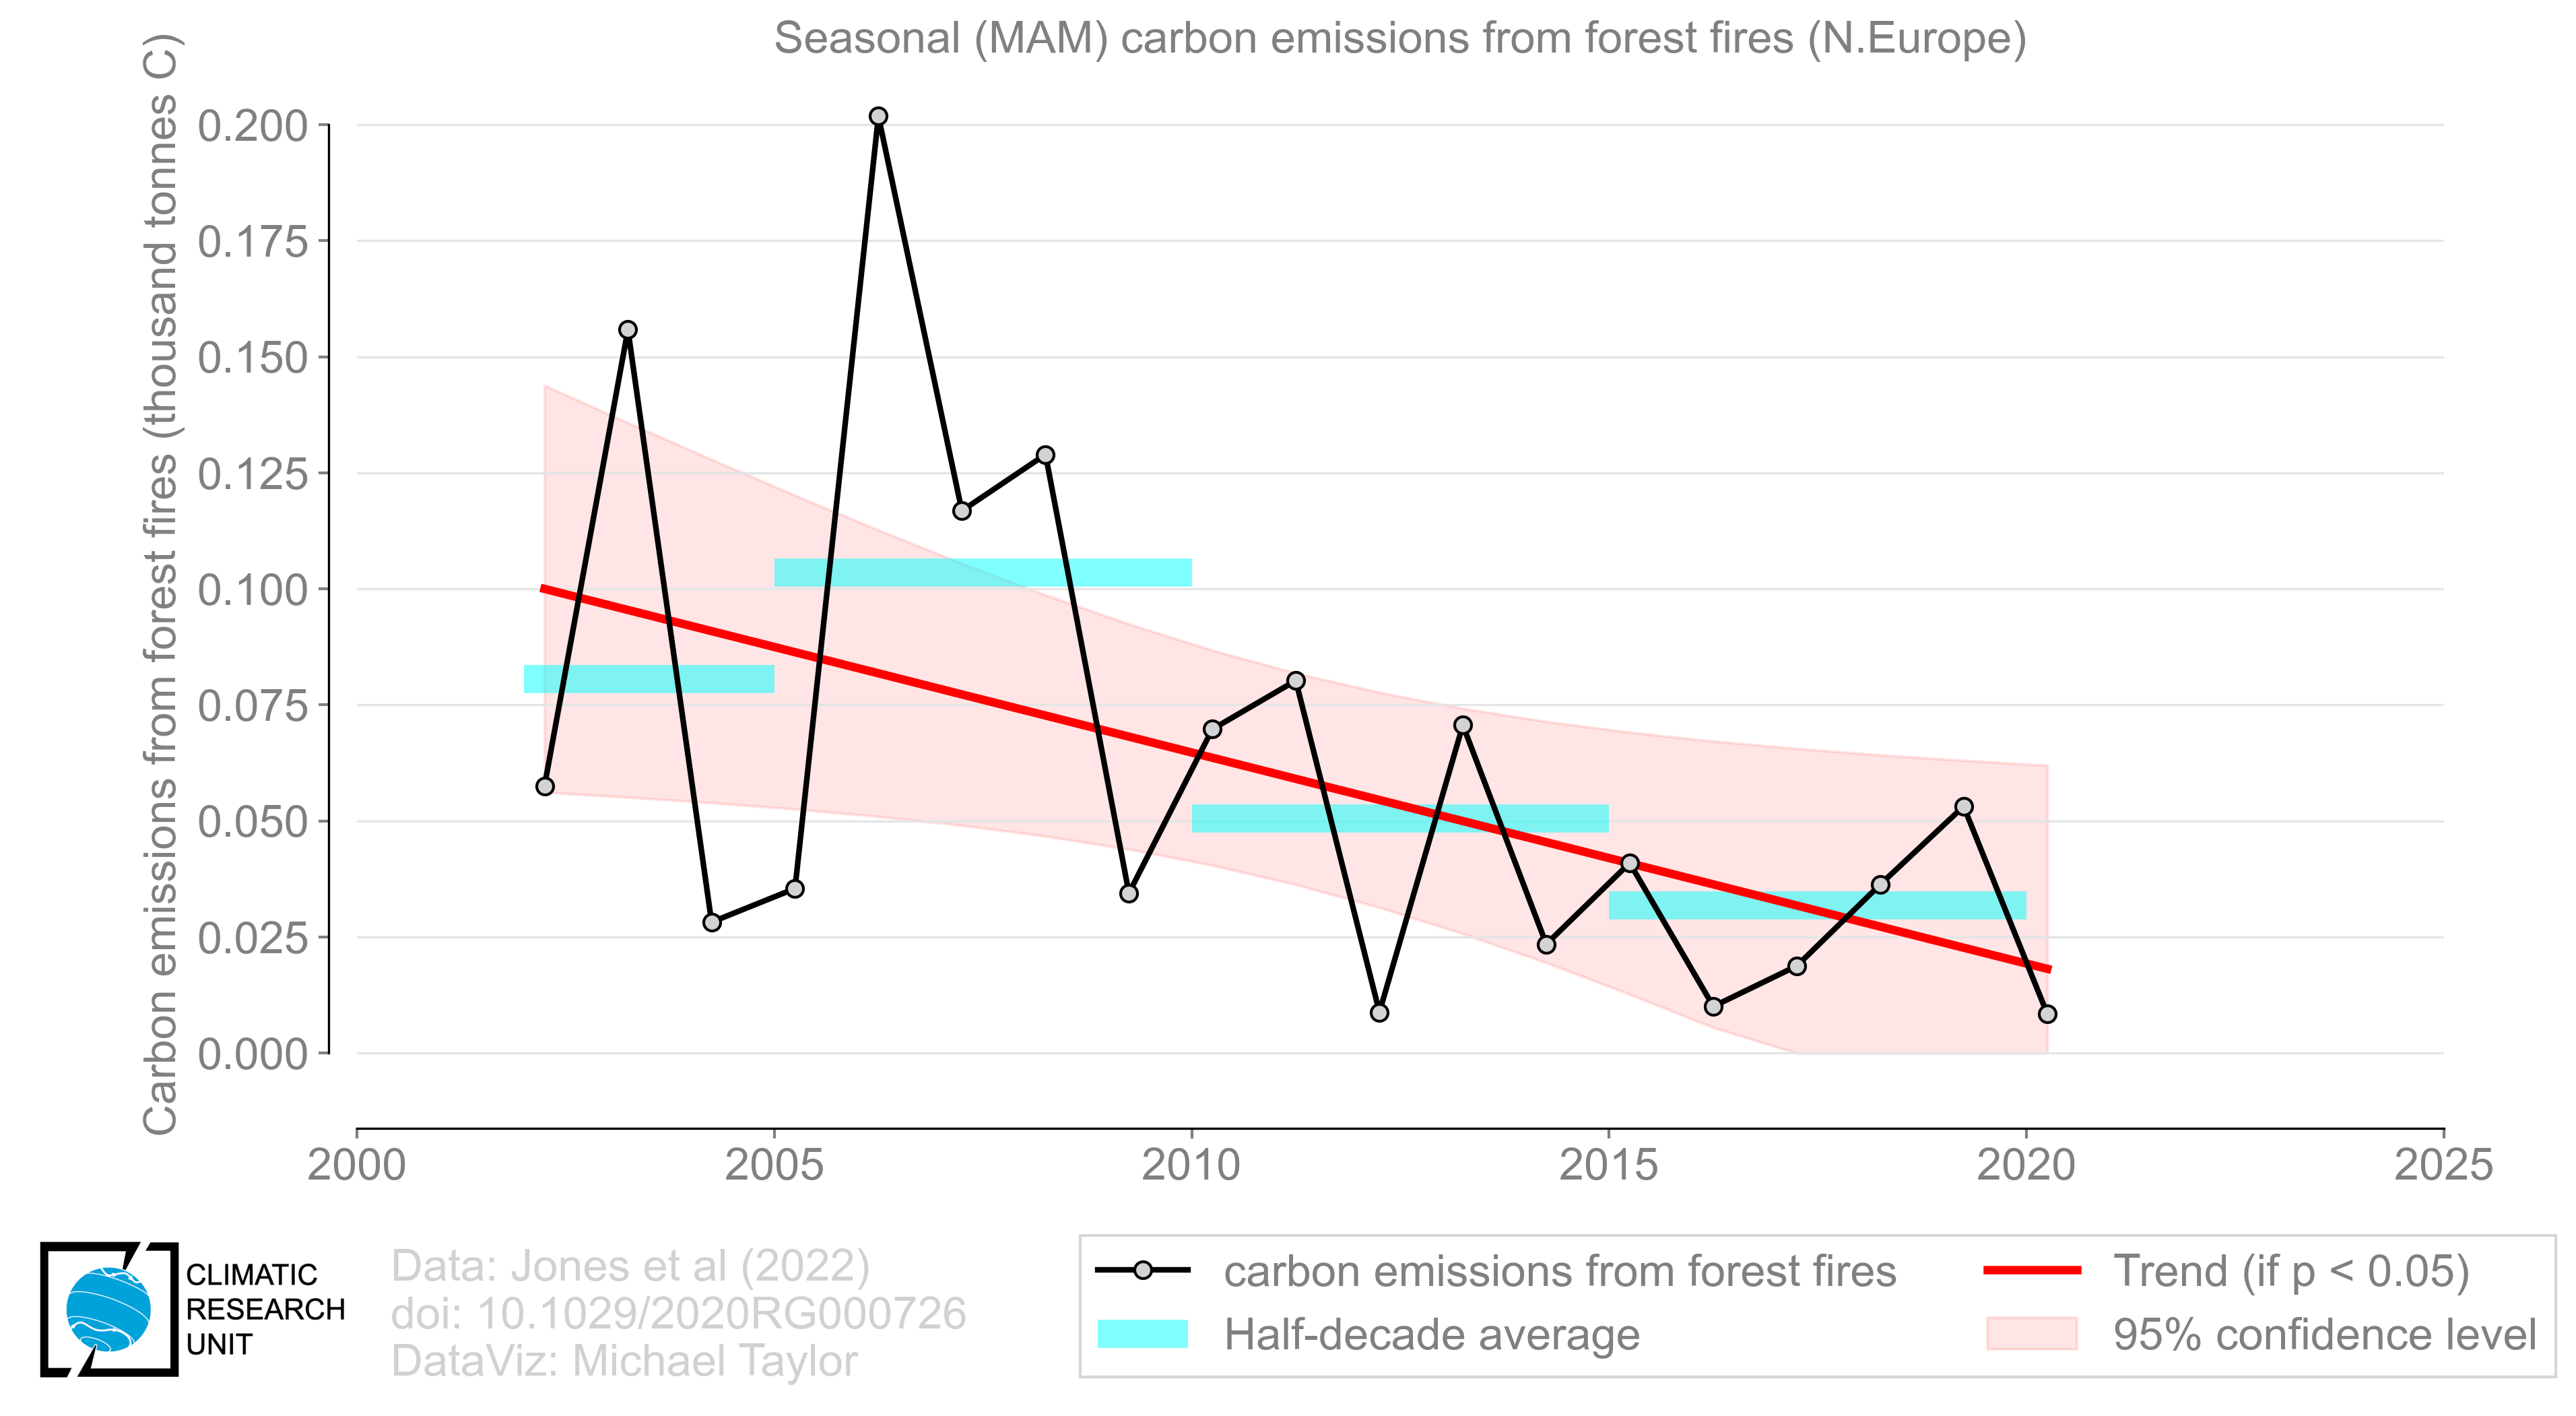 Seasonal (MAM) carbon emissions from forest fires (N.Europe)
Carbon emissions from forest fires (thousand tonnes C)
0.200
0.175
0.150
0.125
0.100
0.075
0.050
0.025
0.000
2000 2005 2010 2015 2020 2025
CLIMATIC
RESEARCH
UNIT
Data: Jones et al (2022)
doi: 10.1029/2020RG000726
DataViz: Michael Taylor
carbon emissions from forest fires
Half-decade average
Trend (if p < 0.05)
95% confidence level